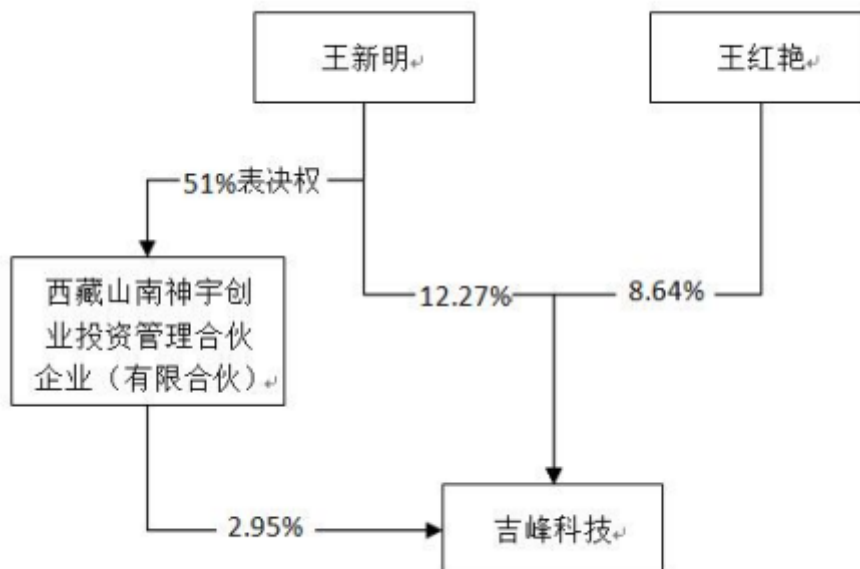 王新明
王红艳
51%表决权
西藏山南神宇创
业投资管理合伙
企业（有限合伙）
12.27%
8.64%
2.95%
吉峰科技